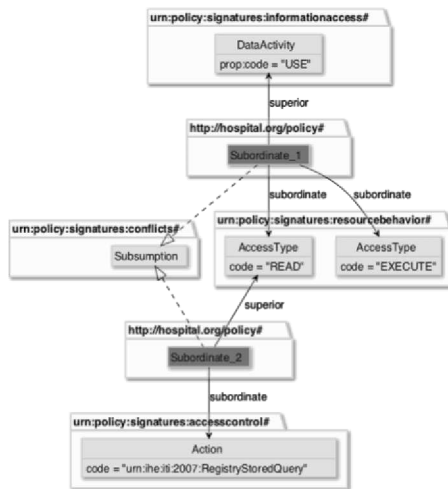 urn:policy:signatures:informationaccess#
DataActivity
prop:code = "USE"
superior
http://hospital.org/policy#
Subordinate_1
subordinate
subordinate
urn:policy:signatures:resourcebehavior#
urn:policy:signatures:conflicts#
AccessType
code = "READ"
AccessType
code = "EXECUTE"
Subsumption
superior
http://hospital.org/policy#
Subordinate_2
subordinate
urn:policy:signatures:accesscontrol#
Action
code = "urn:ihe:iti:2007:RegistryStoredQuery"